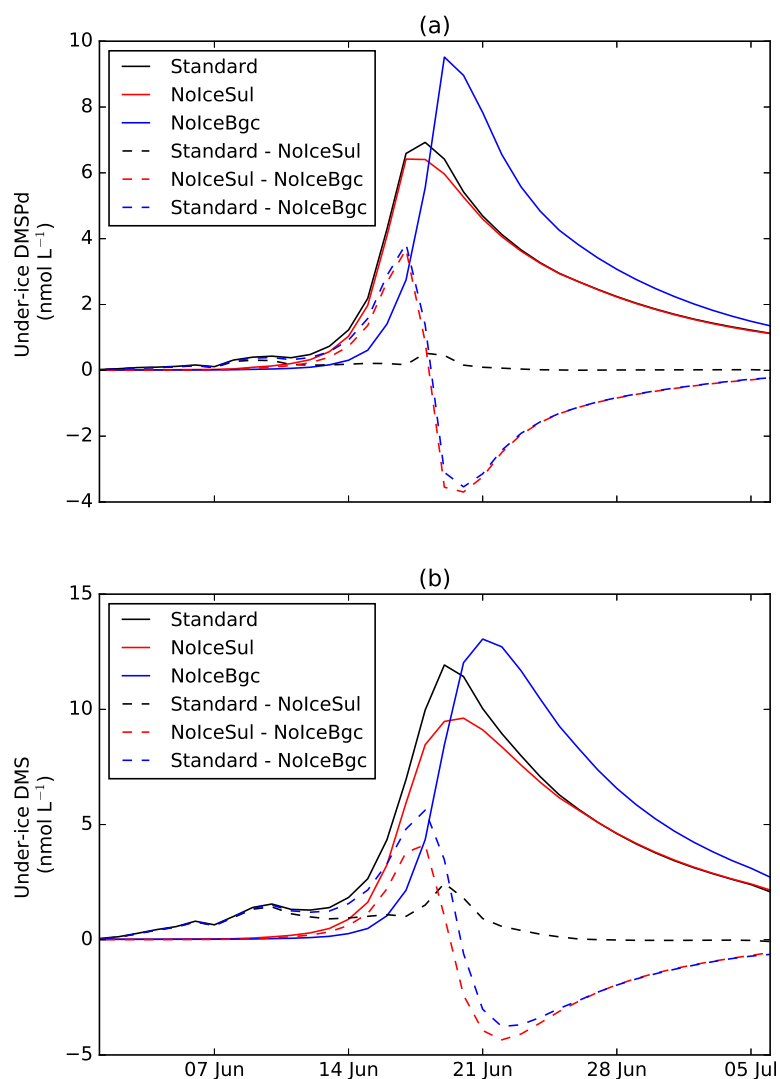 (a)
10
8
6
4
2
0
−2
−4
Under-ice DMSPd
(nmol L⁻¹)
Standard
NoIceSul
NoIceBgc
Standard - NoIceSul
NoIceSul - NoIceBgc
Standard - NoIceBgc
(b)
15
10
5
0
−5
Under-ice DMS
(nmol L⁻¹)
Standard
NoIceSul
NoIceBgc
Standard - NoIceSul
NoIceSul - NoIceBgc
Standard - NoIceBgc
07 Jun 14 Jun 21 Jun 28 Jun 05 Jul